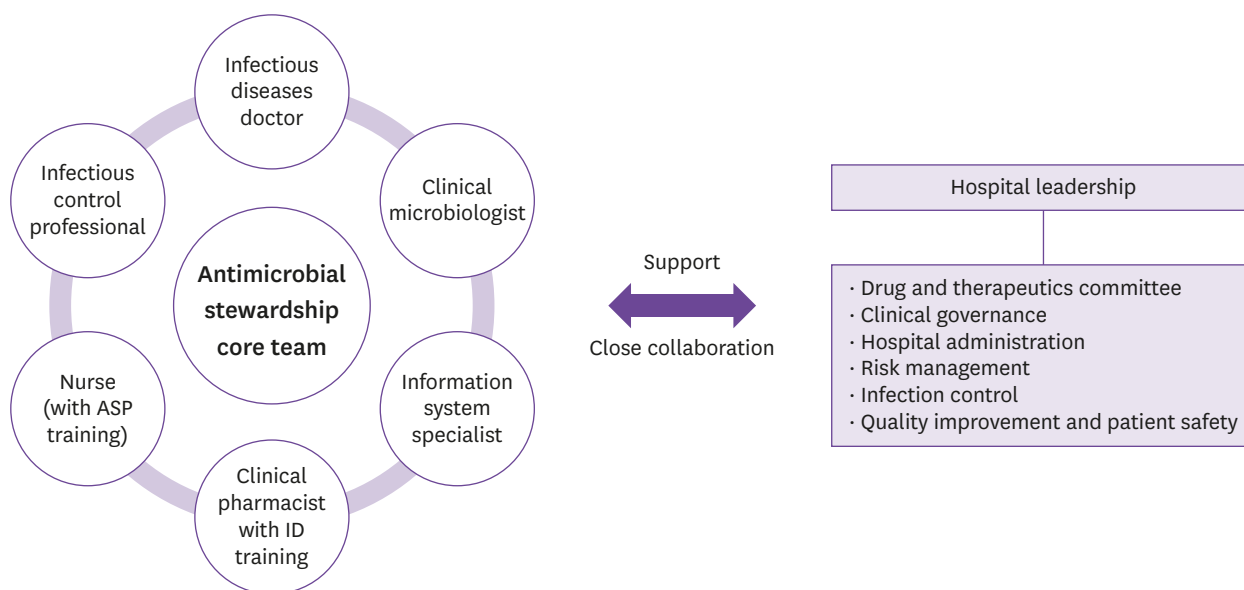 Infectious
diseases
doctor
Clinical
microbiologist
Information
system
specialist
Clinical
pharmacist
with ID
training
Nurse
(with ASP
training)
Infectious
control
professional
Antimicrobial
stewardship
core team
Support
Close collaboration
Hospital leadership
· Drug and therapeutics committee
· Clinical governance
· Hospital administration
· Risk management
· Infection control
· Quality improvement and patient safety